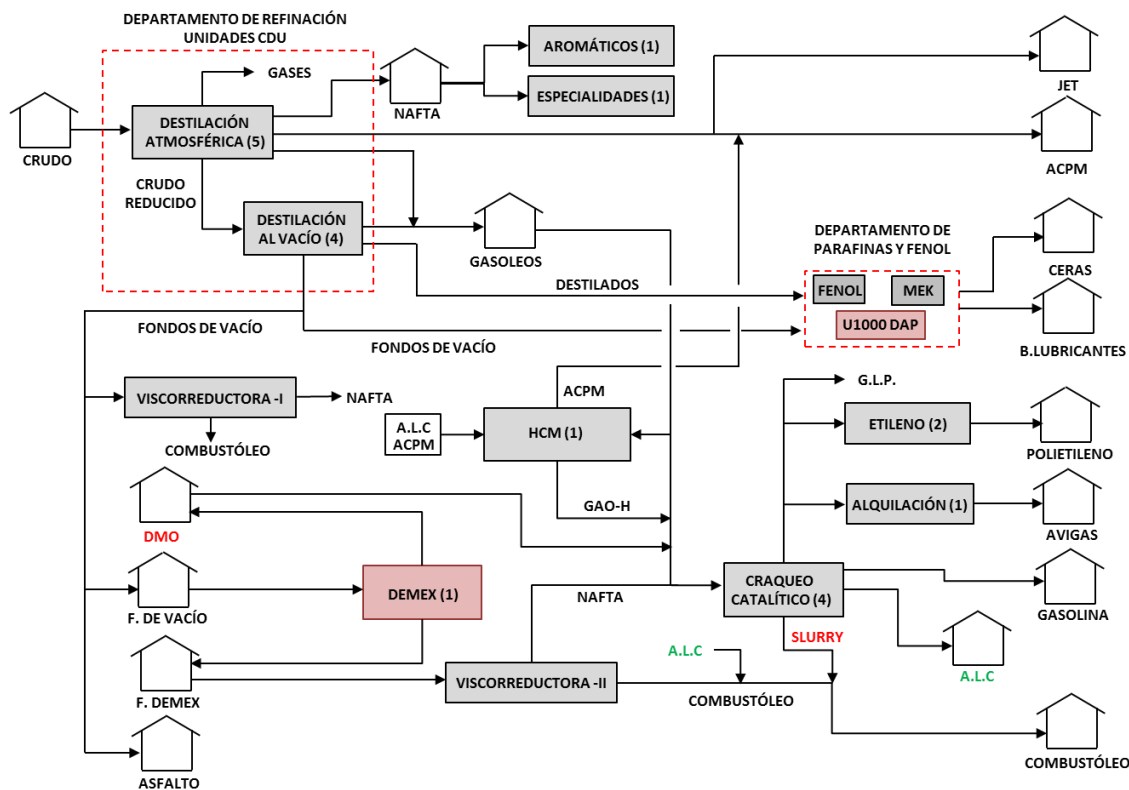 DEPARTAMENTO DE REFINACIÓN
UNIDADES CDU
GASES
NAFTA
AROMÁTICOS (1)
ESPECIALIDADES (1)
JET
CRUDO
DESTILACIÓN
ATMOSFÉRICA (5)
ACPM
CRUDO
REDUCIDO
DESTILACIÓN
AL VACÍO (4)
GASOLEOS
DEPARTAMENTO DE
PARAFINAS Y FENOL
CERAS
DESTILADOS
FENOL
MEK
U1000 DAP
B.LUBRICANTES
FONDOS DE VACÍO
FONDOS DE VACÍO
VISCORREDUCTORA -I
NAFTA
COMBUSTÓLEO
ACPM
A.L.C
ACPM
HCM (1)
GAO-H
G.L.P.
ETILENO (2)
POLIETILENO
ALQUILACIÓN (1)
AVIGAS
DMO
F. DE VACÍO
DEMEX (1)
NAFTA
CRAQUEO
CATALÍTICO (4)
GASOLINA
SLURRY
A.L.C
A.L.C
F. DEMEX
VISCORREDUCTORA -II
COMBUSTÓLEO
COMBUSTÓLEO
ASFALTO